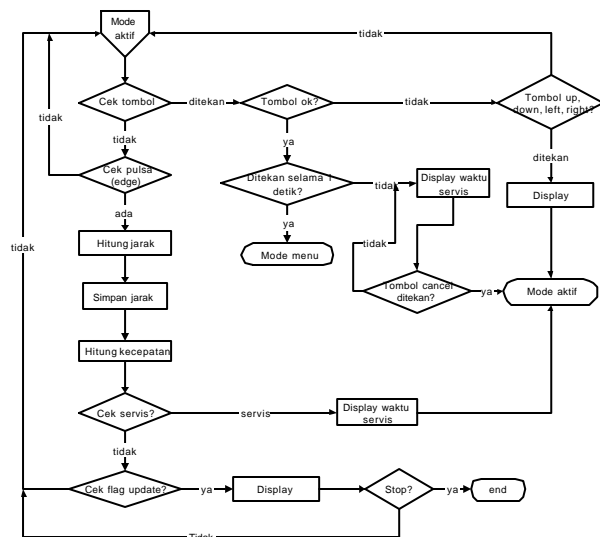 Mode
aktif
tidak
Cek tombol
ditekan
Tombol ok?
tidak
Tombol up,
down, left, right?
tidak
tidak
ya
ditekan
Cek pulsa
(edge)
Ditekan selama 1
detik?
tidak
Display waktu
servis
Display
ada
ya
Hitung jarak
Mode menu
tidak
tidak
Simpan jarak
Tombol cancel
ditekan?
ya
Mode aktif
Hitung kecepatan
Cek servis?
servis
Display waktu
servis
tidak
Cek flag update?
ya
Display
Stop?
ya
end
Tidak